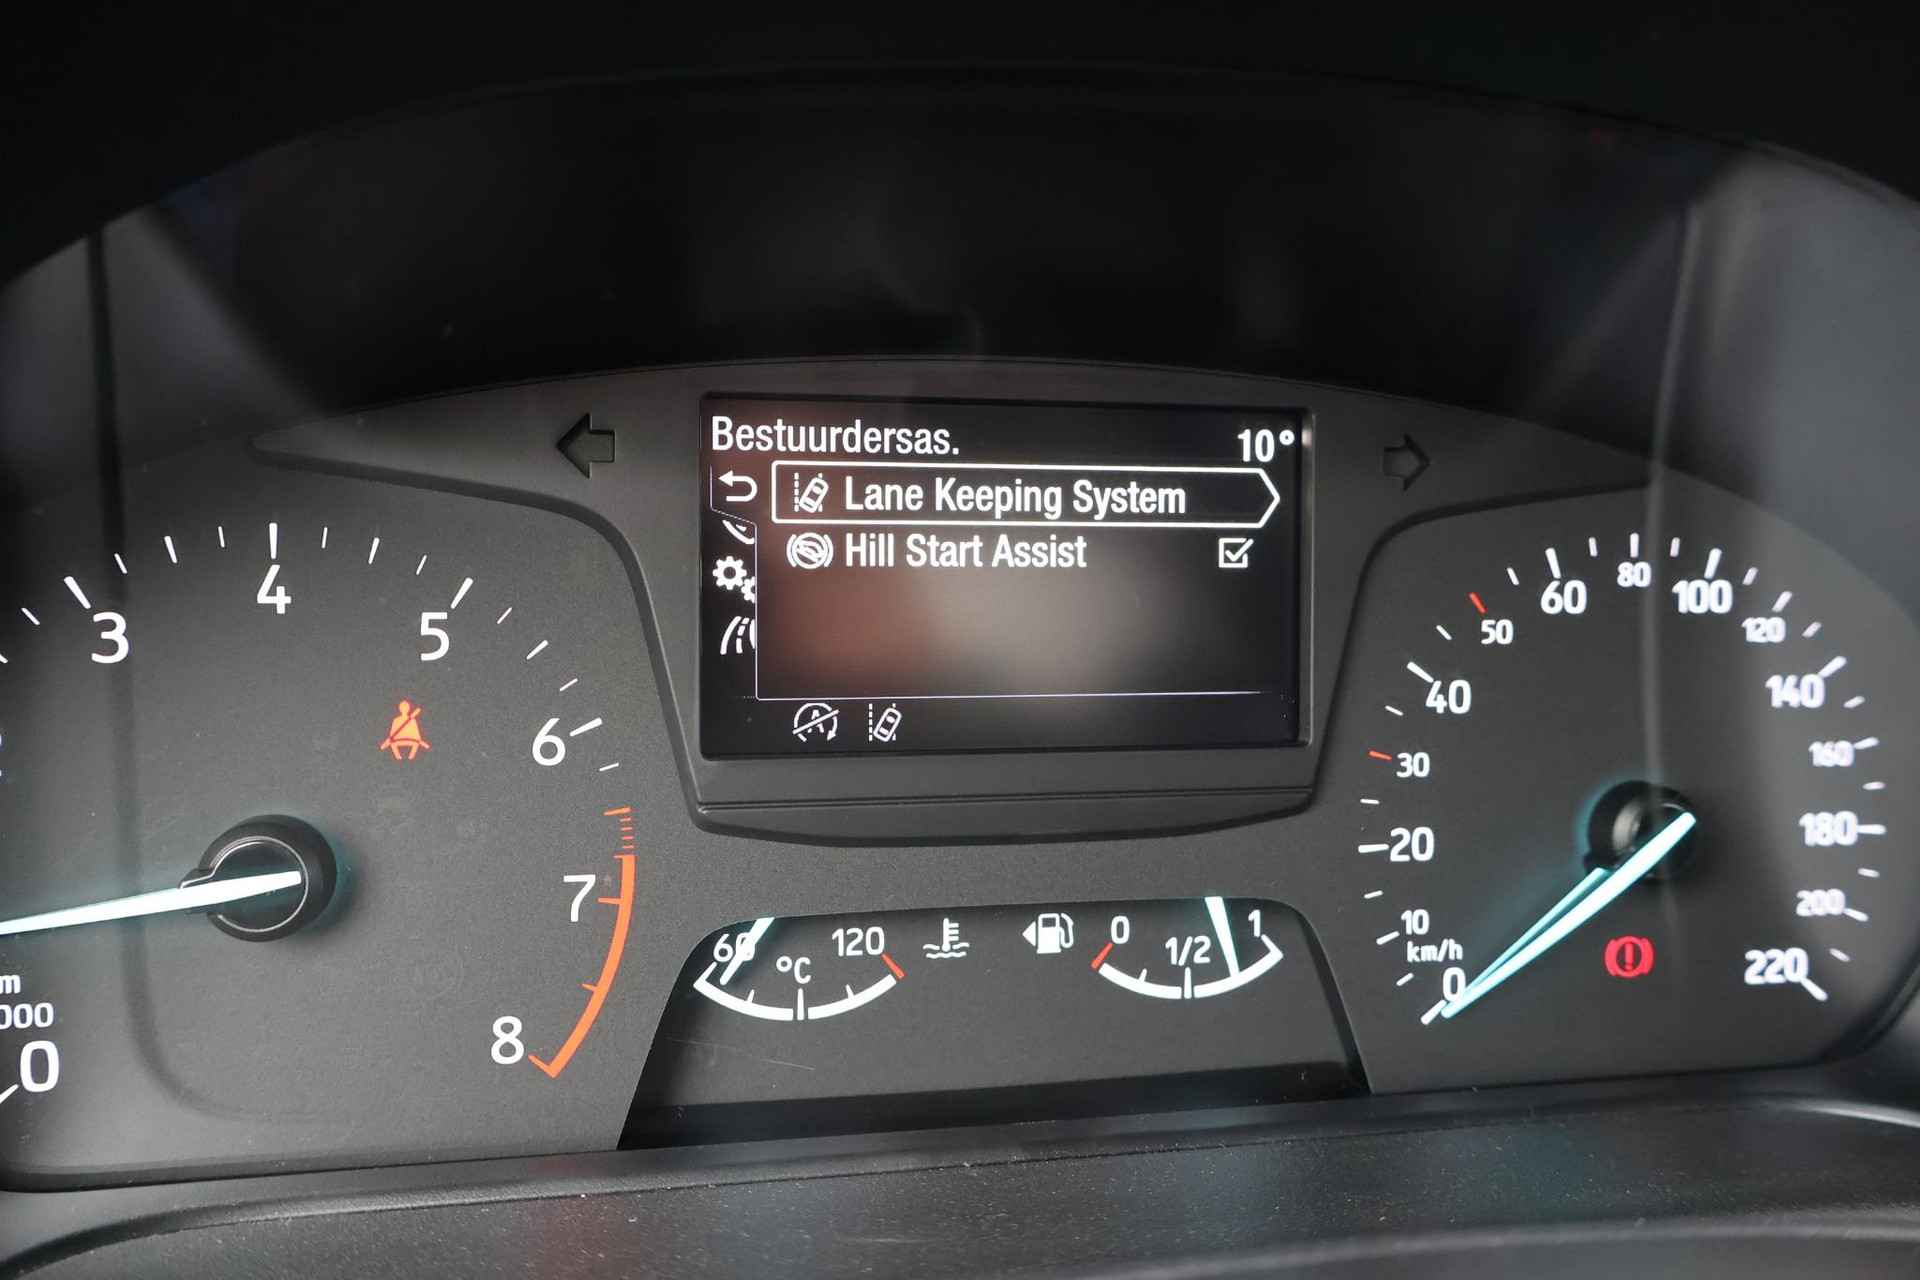 Bestuurdersas. 10°
Lane Keeping System
Hill Start Assist
A
3 4 5 6 7 8
0
60 °C 120
0 1/2 1
0 10 20 30 40 50 60 80 100 120 140 160 180 200 220
km/h